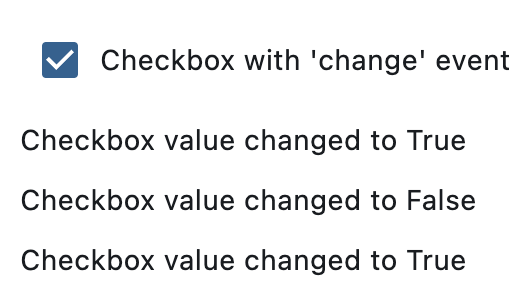 Checkbox with 'change' event
Checkbox value changed to True
Checkbox value changed to False
Checkbox value changed to True